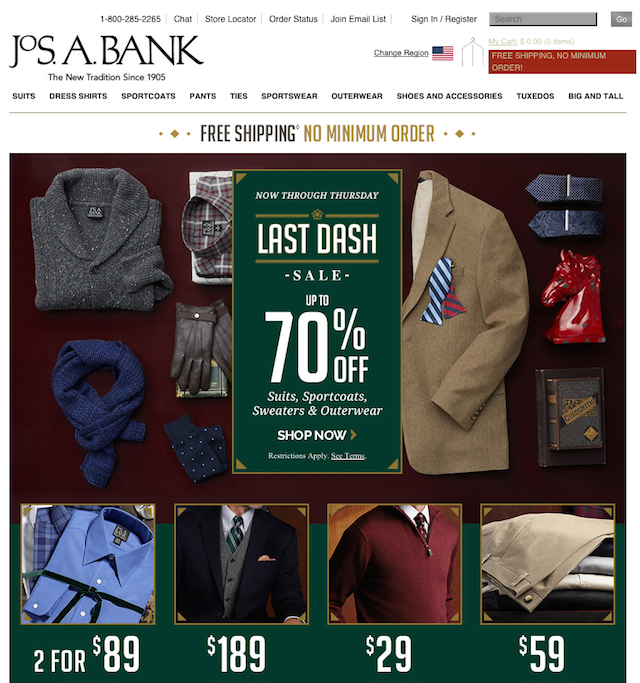 1-800-285-2265 Chat Store Locator Order Status Join Email List Sign In / Register Search Go
JOS. A. BANK
The New Tradition Since 1905
Change Region
My Cart: $ 0.00 (0 items)
FREE SHIPPING, NO MINIMUM
ORDER!
SUITS DRESS SHIRTS SPORTCOATS PANTS TIES SPORTSWEAR OUTERWEAR SHOES AND ACCESSORIES TUXEDOS BIG AND TALL
FREE SHIPPING◊ NO MINIMUM ORDER
NOW THROUGH THURSDAY
LAST DASH
-SALE-
UP TO
70% OFF
Suits, Sportcoats,
Sweaters & Outerwear
SHOP NOW >
Restrictions Apply. See Terms.
2 FOR $89
$189
$29
$59